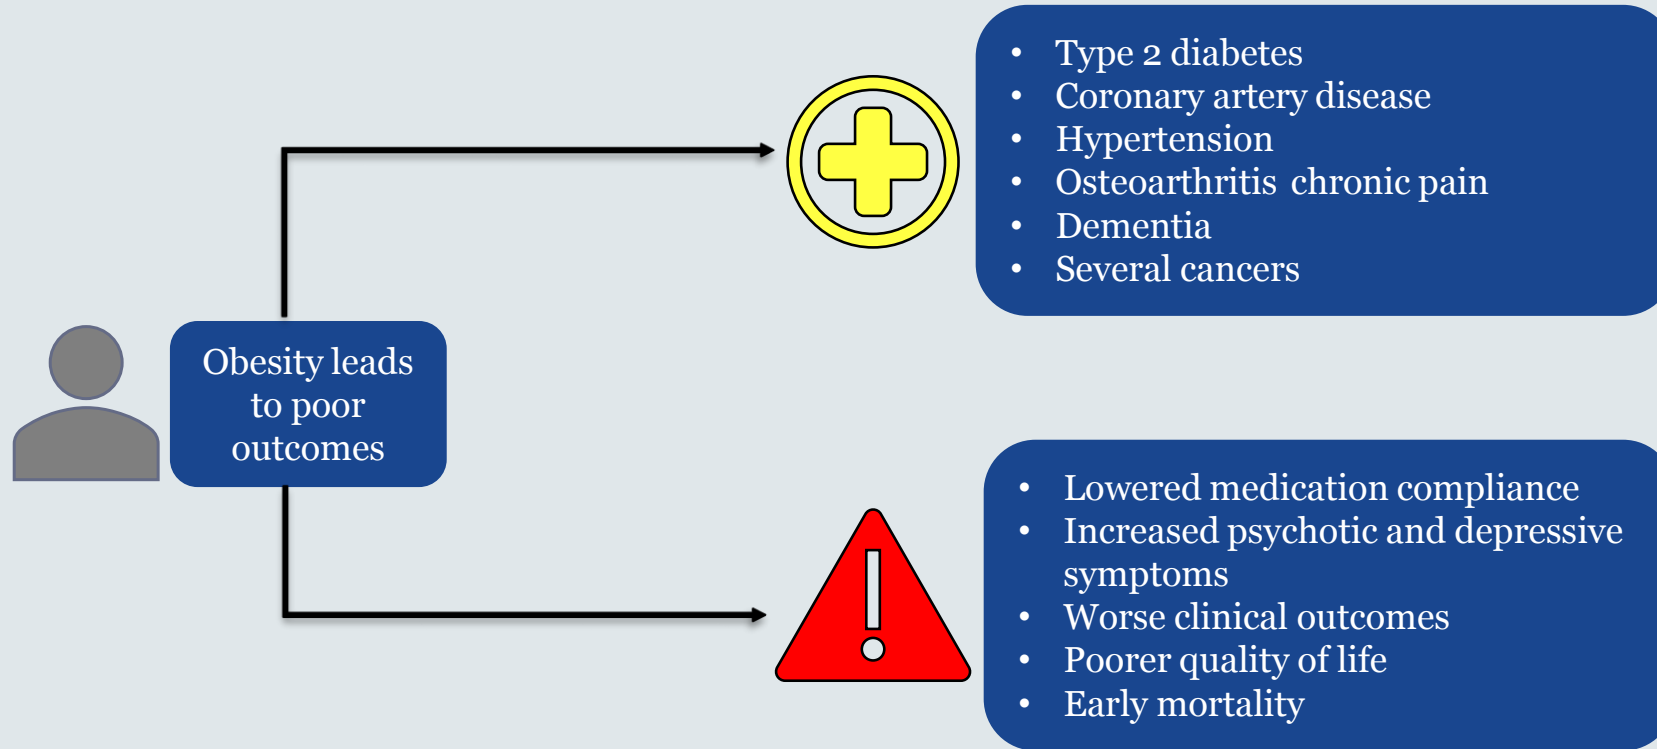 • Type 2 diabetes
• Coronary artery disease
• Hypertension
• Osteoarthritis  chronic pain
• Dementia
• Several cancers
Obesity leads
to poor
outcomes
• Lowered medication compliance
• Increased psychotic and depressive
symptoms
• Worse clinical outcomes
• Poorer quality of life
• Early mortality